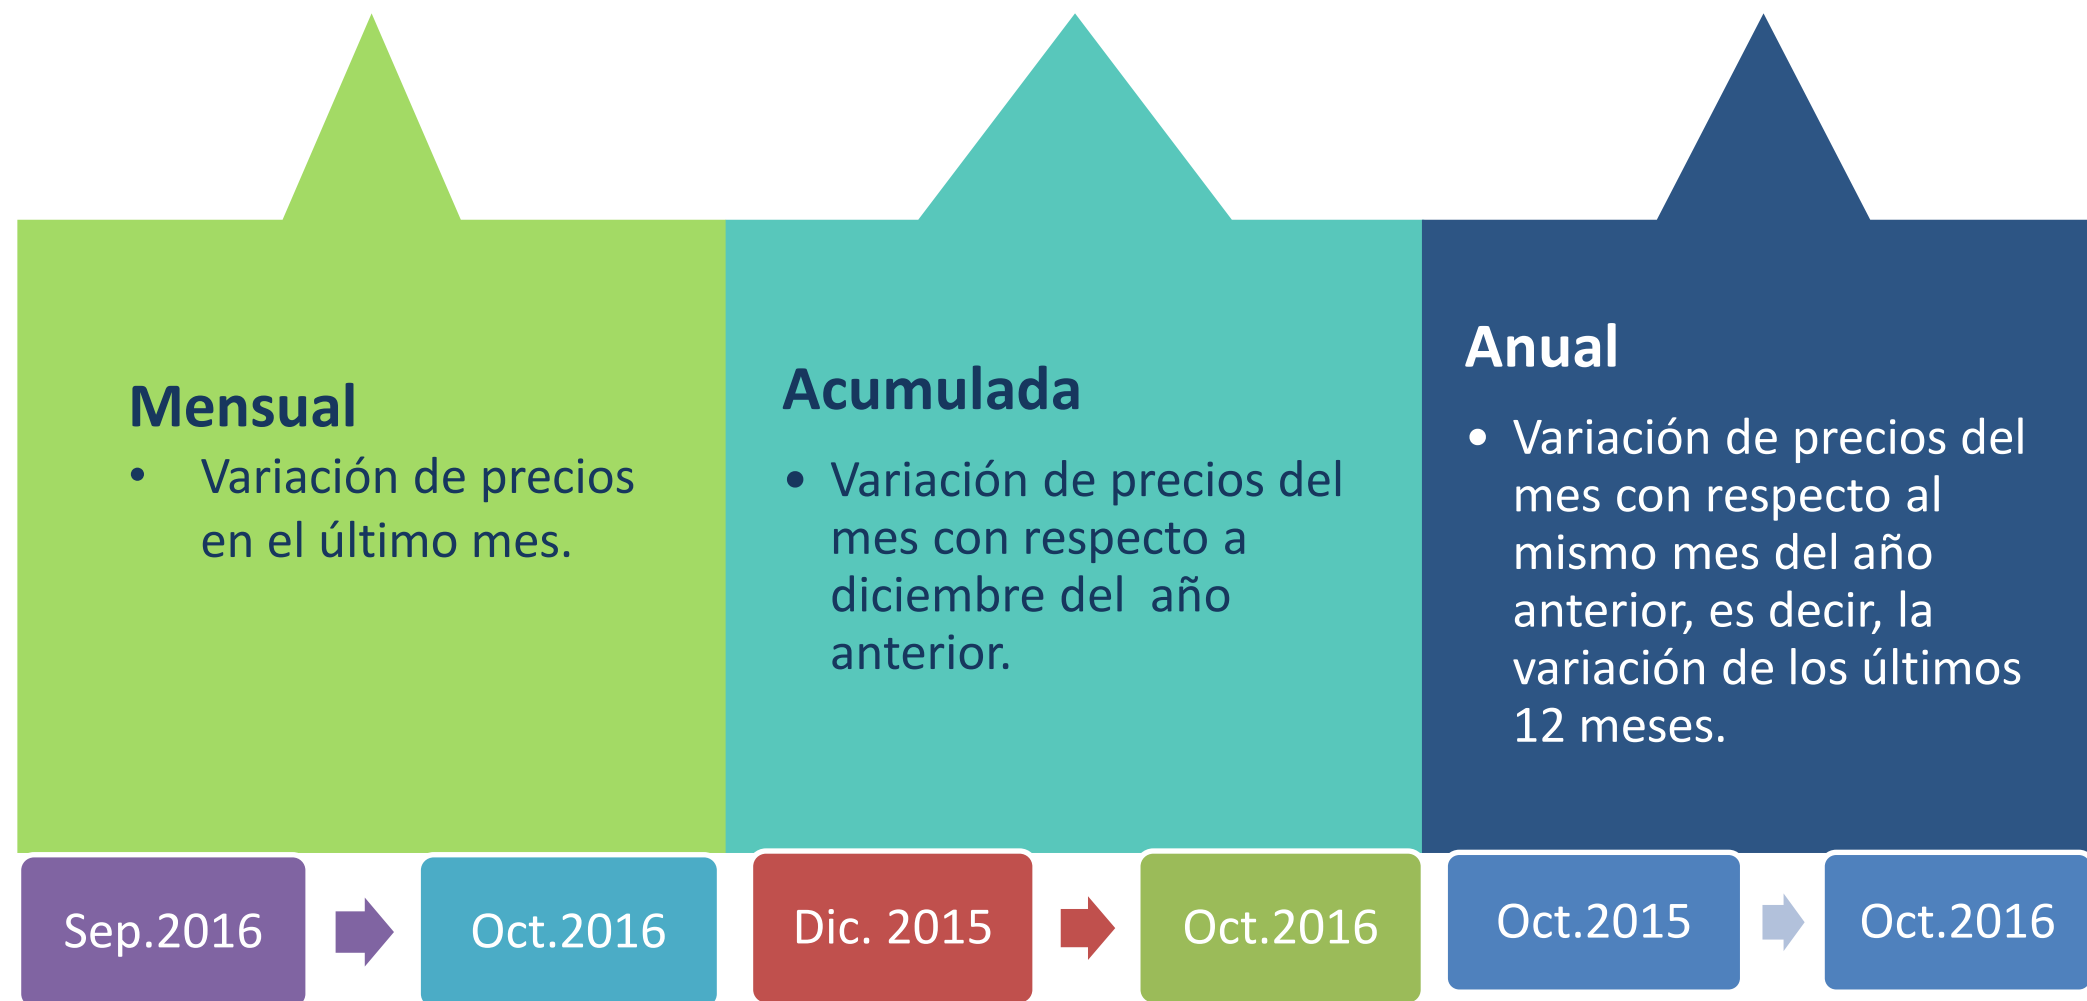 Mensual
• Variación de precios
en el último mes.
Acumulada
• Variación de precios del
mes con respecto a
diciembre del año
anterior.
Anual
• Variación de precios del
mes con respecto al
mismo mes del año
anterior, es decir, la
variación de los últimos
12 meses.
Sep.2016
Oct.2016
Dic. 2015
Oct.2016
Oct.2015
Oct.2016